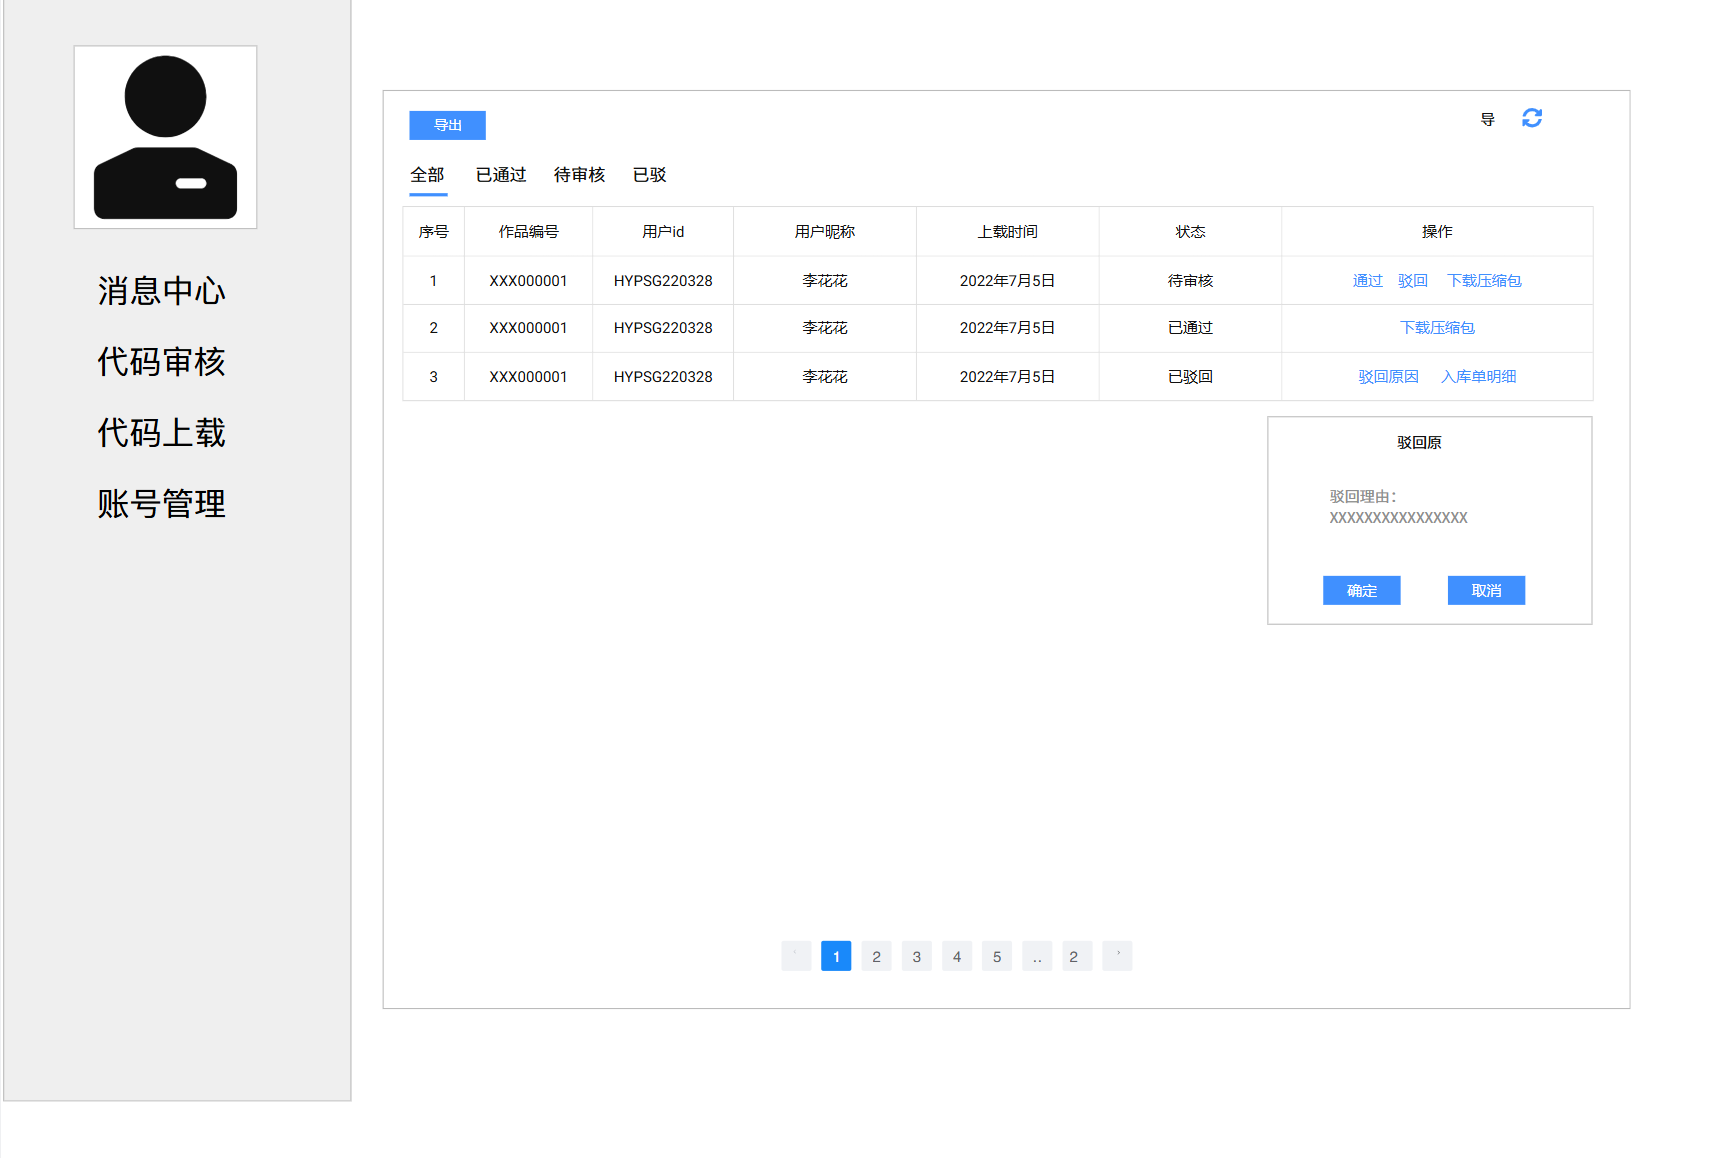 消息中心
代码审核
代码上载
账号管理
导出
导
全部 已通过 待审核 已驳
序号 作品编号 用户id 用户昵称 上载时间 状态 操作
1 XXX000001 HYPSG220328 李花花 2022年7月5日 待审核 通过 驳回 下载压缩包
2 XXX000001 HYPSG220328 李花花 2022年7月5日 已通过 下载压缩包
3 XXX000001 HYPSG220328 李花花 2022年7月5日 已驳回 驳回原因 入库单明细
驳回原
驳回理由：
XXXXXXXXXXXXXXXX
确定 取消
1 2 3 4 5 .. 2